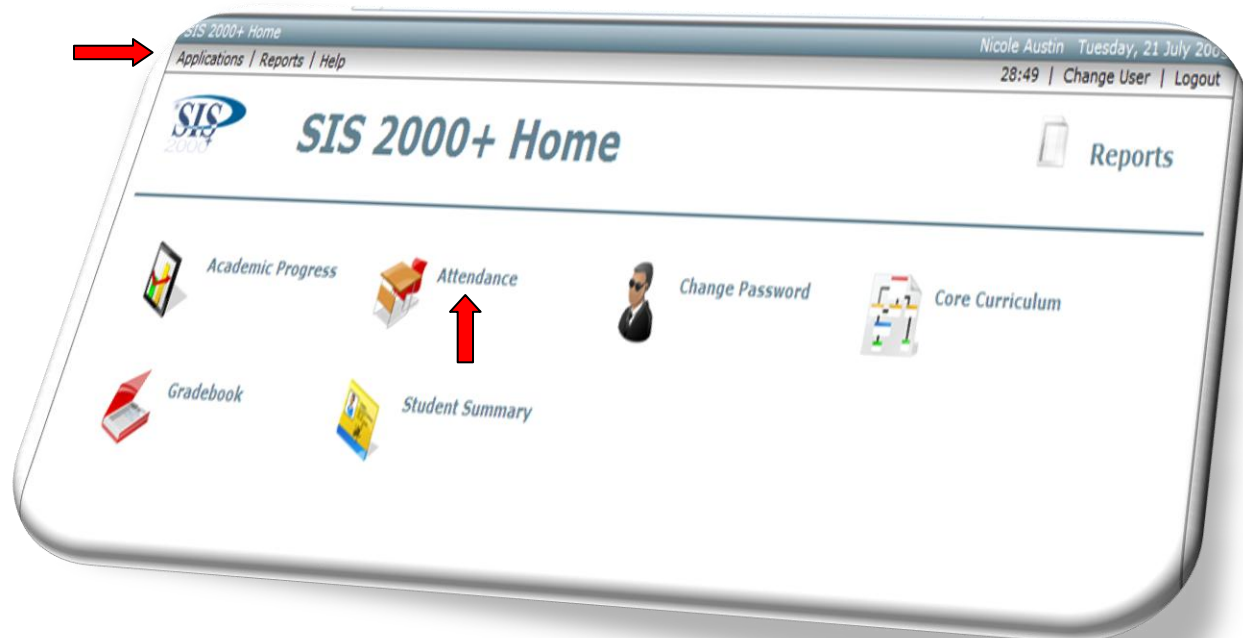 SIS 2000+ Home
Nicole Austin Tuesday, 21 July
Applications | Reports | Help
28:49 | Change User | Logout
SIS 2000+
SIS 2000+ Home
Reports
Academic Progress
Attendance
Change Password
Core Curriculum
Gradebook
Student Summary